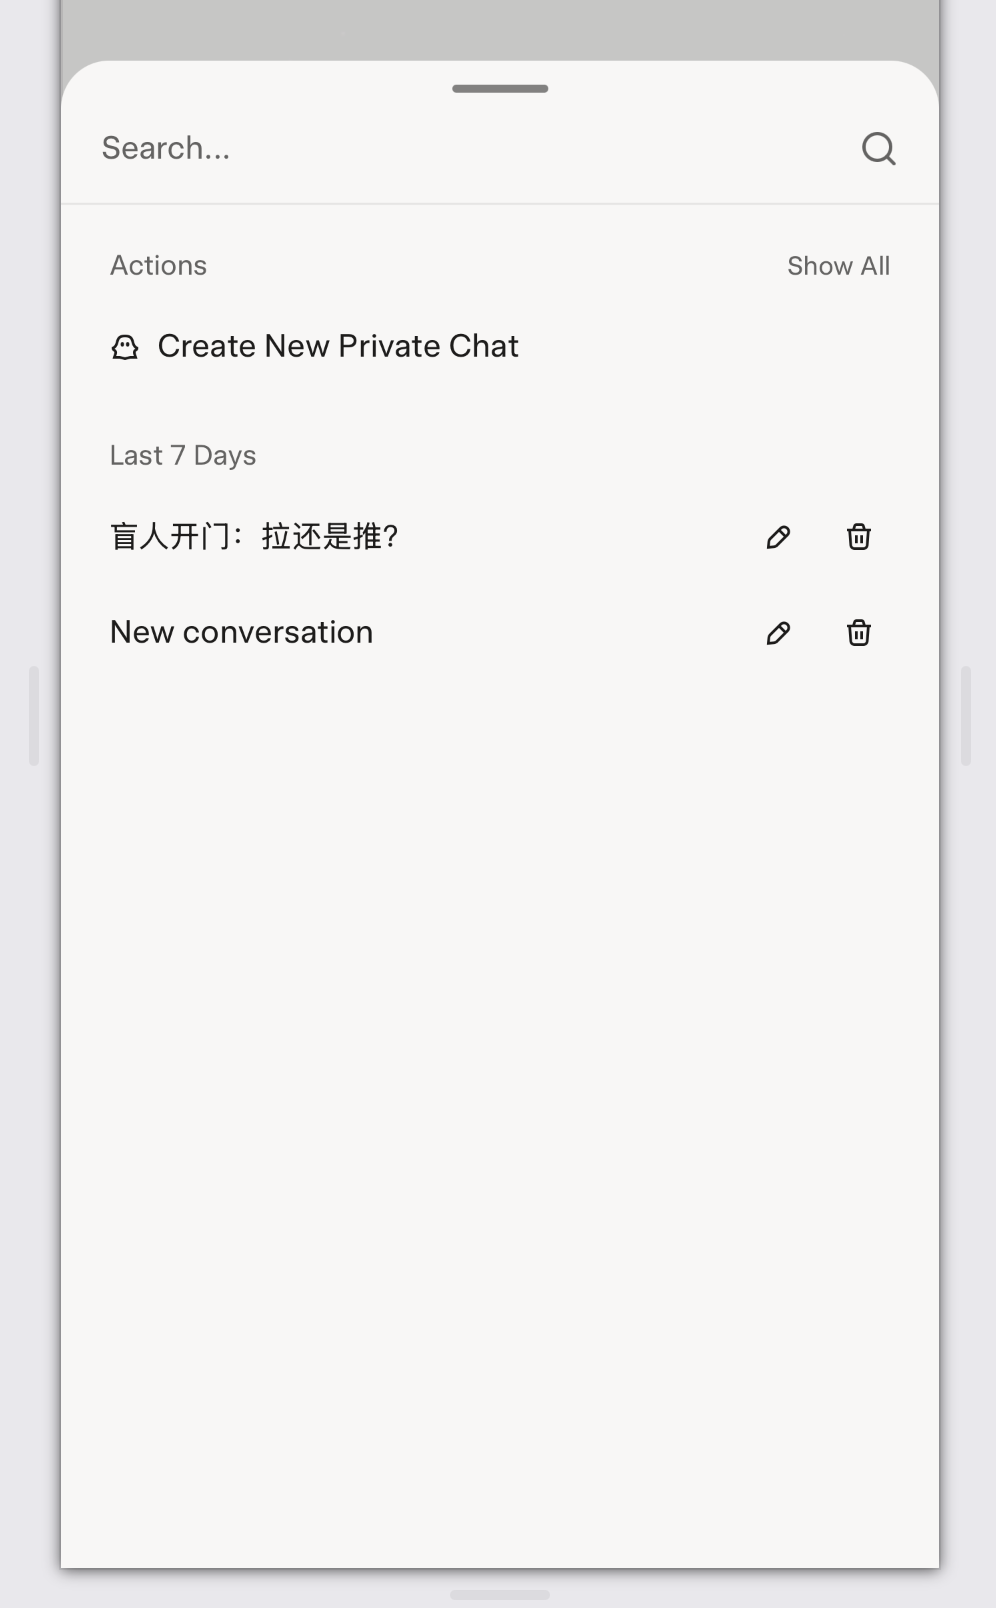 Search...
Actions
Show All
Create New Private Chat
Last 7 Days
盲人开门：拉还是推?
New conversation